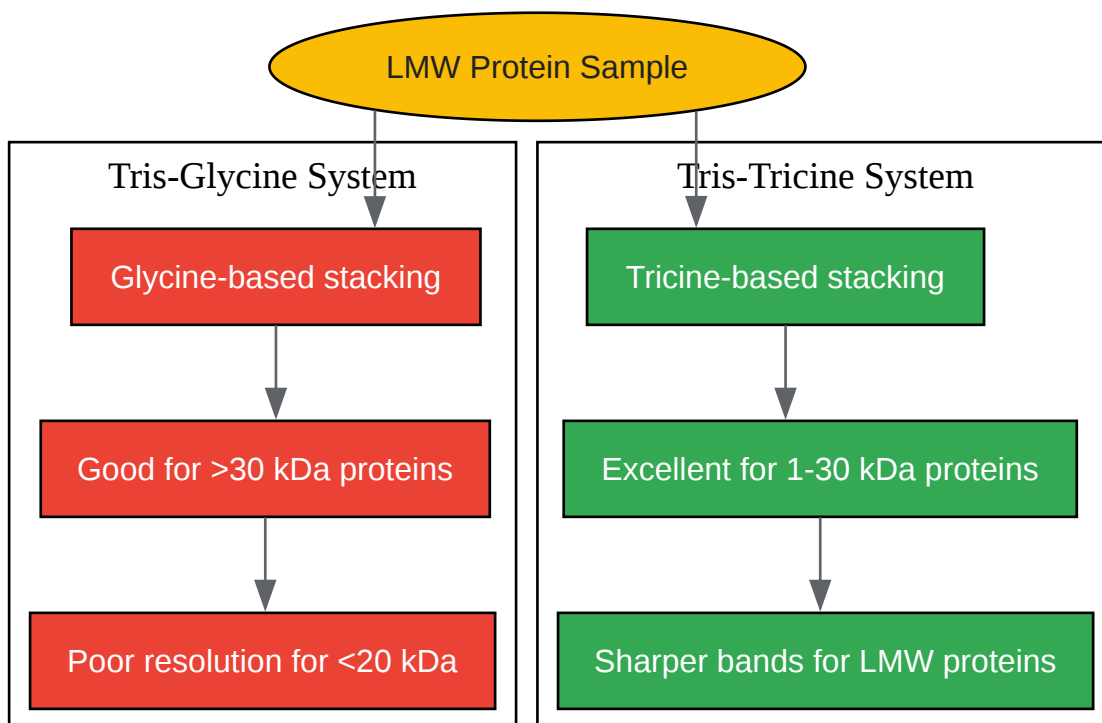 LMW Protein Sample
Tris-Glycine System
Glycine-based stacking
Good for >30 kDa proteins
Poor resolution for <20 kDa
Tris-Tricine System
Tricine-based stacking
Excellent for 1-30 kDa proteins
Sharper bands for LMW proteins